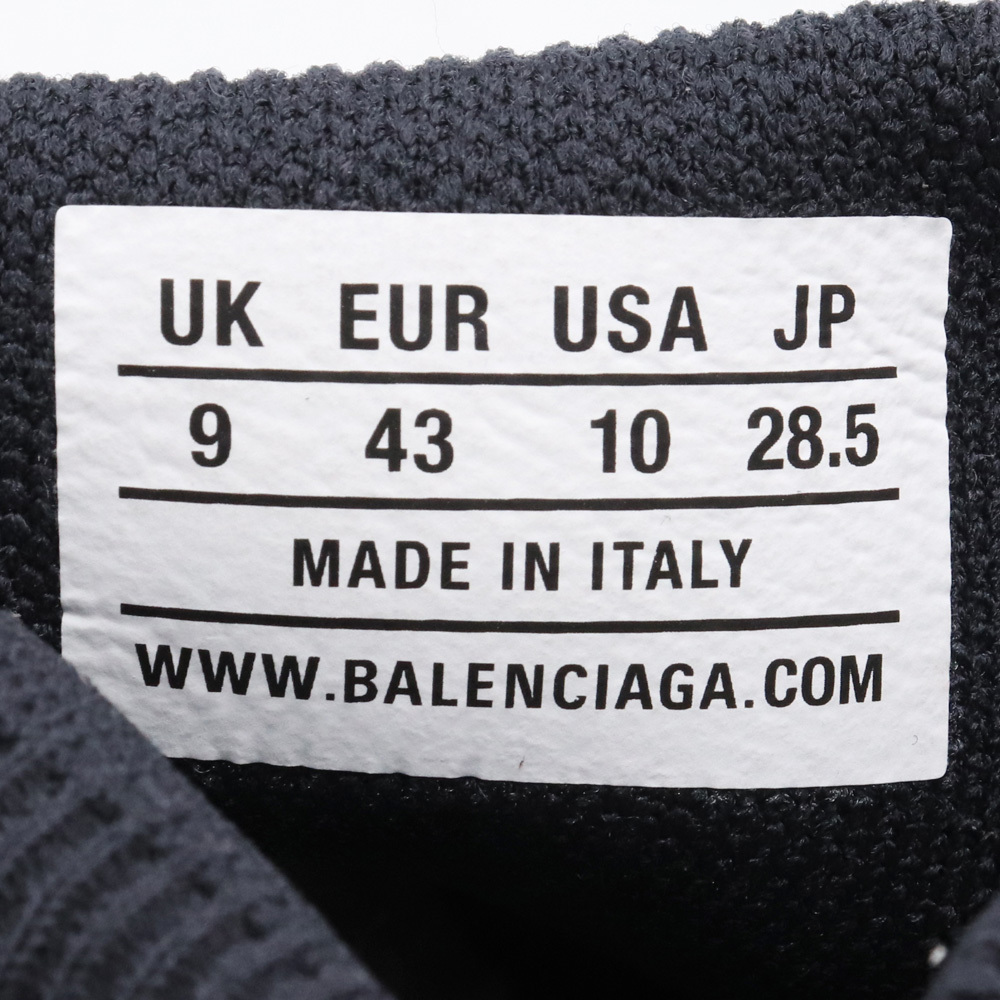 UK EUR USA JP
9 43 10 28.5
MADE IN ITALY
WWW.BALENCIAGA.COM